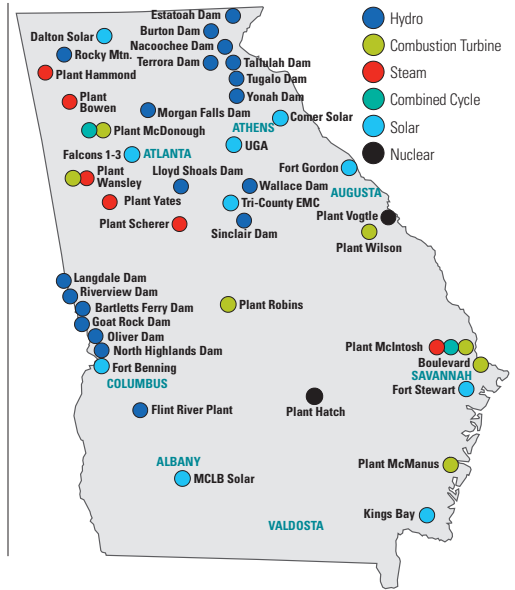 Estatoah Dam
Hydro
Burton Dam
Dalton Solar
Nacoochee Dam
Combustion Turbine
Rocky Mtn.
Terrora Dam
Tallulah Dam
Plant Hammond
Tugalo Dam
Steam
Plant
Bowen
Yonah Dam
Combined Cycle
Morgan Falls Dam
Comer Solar
Solar
Plant McDonough
ATHENS
UGA
Nuclear
Falcons 1-3
ATLANTA
Fort Gordon
Plant
Wansley
Lloyd Shoals Dam
Wallace Dam
AUGUSTA
Plant Yates
Tri-County EMC
Plant Vogtle
Plant Scherer
Sinclair Dam
Plant Wilson
Langdale Dam
Riverview Dam
Bartletts Ferry Dam
Plant Robins
Goat Rock Dam
Oliver Dam
Plant McIntosh
North Highlands Dam
Boulevard
Fort Benning
SAVANNAH
COLUMBUS
Fort Stewart
Flint River Plant
Plant Hatch
ALBANY
Plant McManus
MCLB Solar
Kings Bay
VALDOSTA